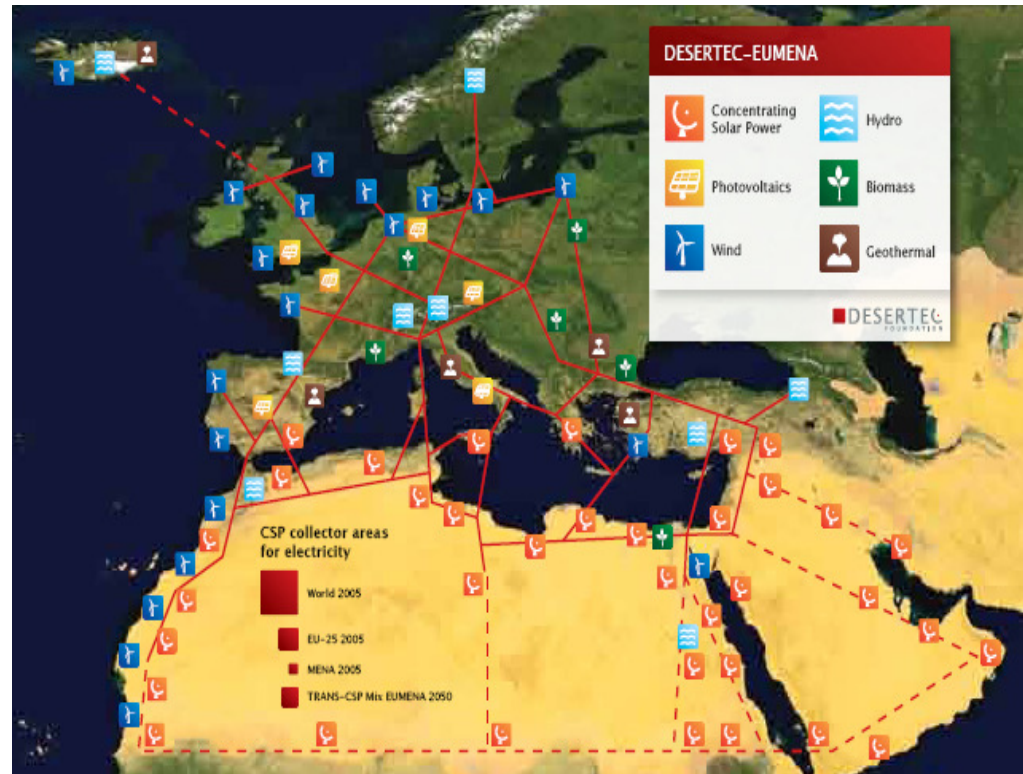 DESERTEC-EUMENA
Concentrating
Solar Power
Hydro
Photovoltaics
Biomass
Wind
Geothermal
DESERTEC
FOUNDATION
CSP collector areas
for electricity
World 2005
EU-25 2005
MENA 2005
TRANS-CSP Mix EUMENA 2050